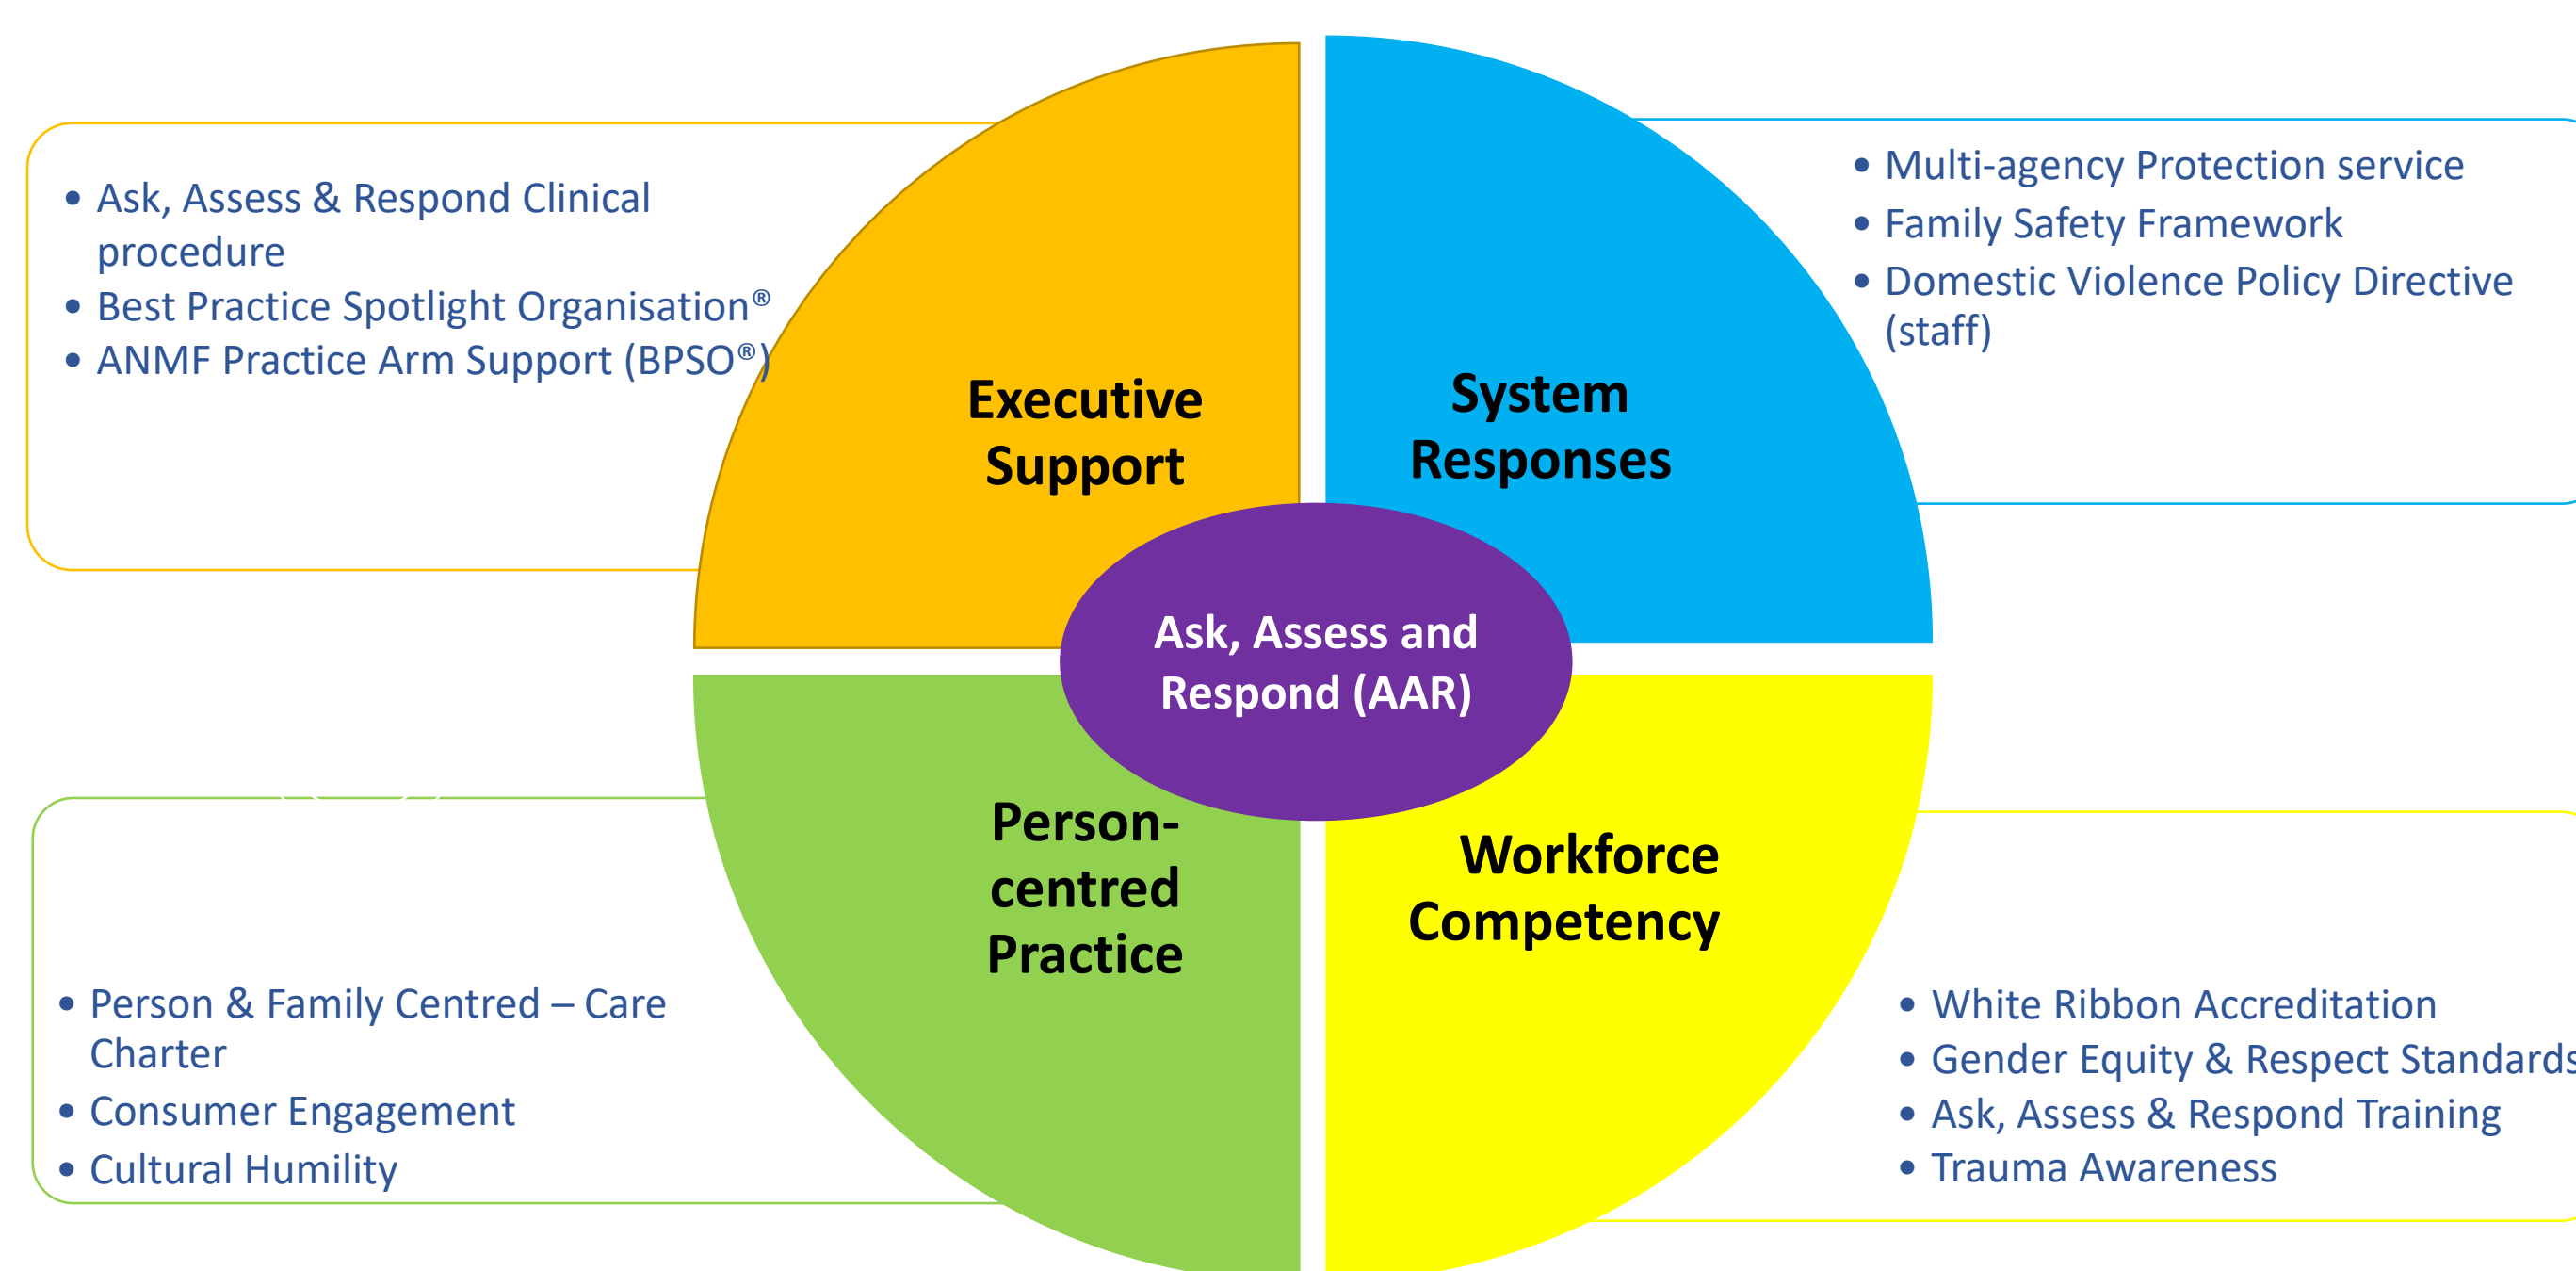 • Ask, Assess & Respond Clinical
procedure
• Best Practice Spotlight Organisation®
• ANMF Practice Arm Support (BPSO®)
Executive
Support
System
Responses
• Multi-agency Protection service
• Family Safety Framework
• Domestic Violence Policy Directive
(staff)
Ask, Assess and
Respond (AAR)
Person-
centred
Practice
• Person & Family Centred – Care
Charter
• Consumer Engagement
• Cultural Humility
Workforce
Competency
• White Ribbon Accreditation
• Gender Equity & Respect Standards
• Ask, Assess & Respond Training
• Trauma Awareness